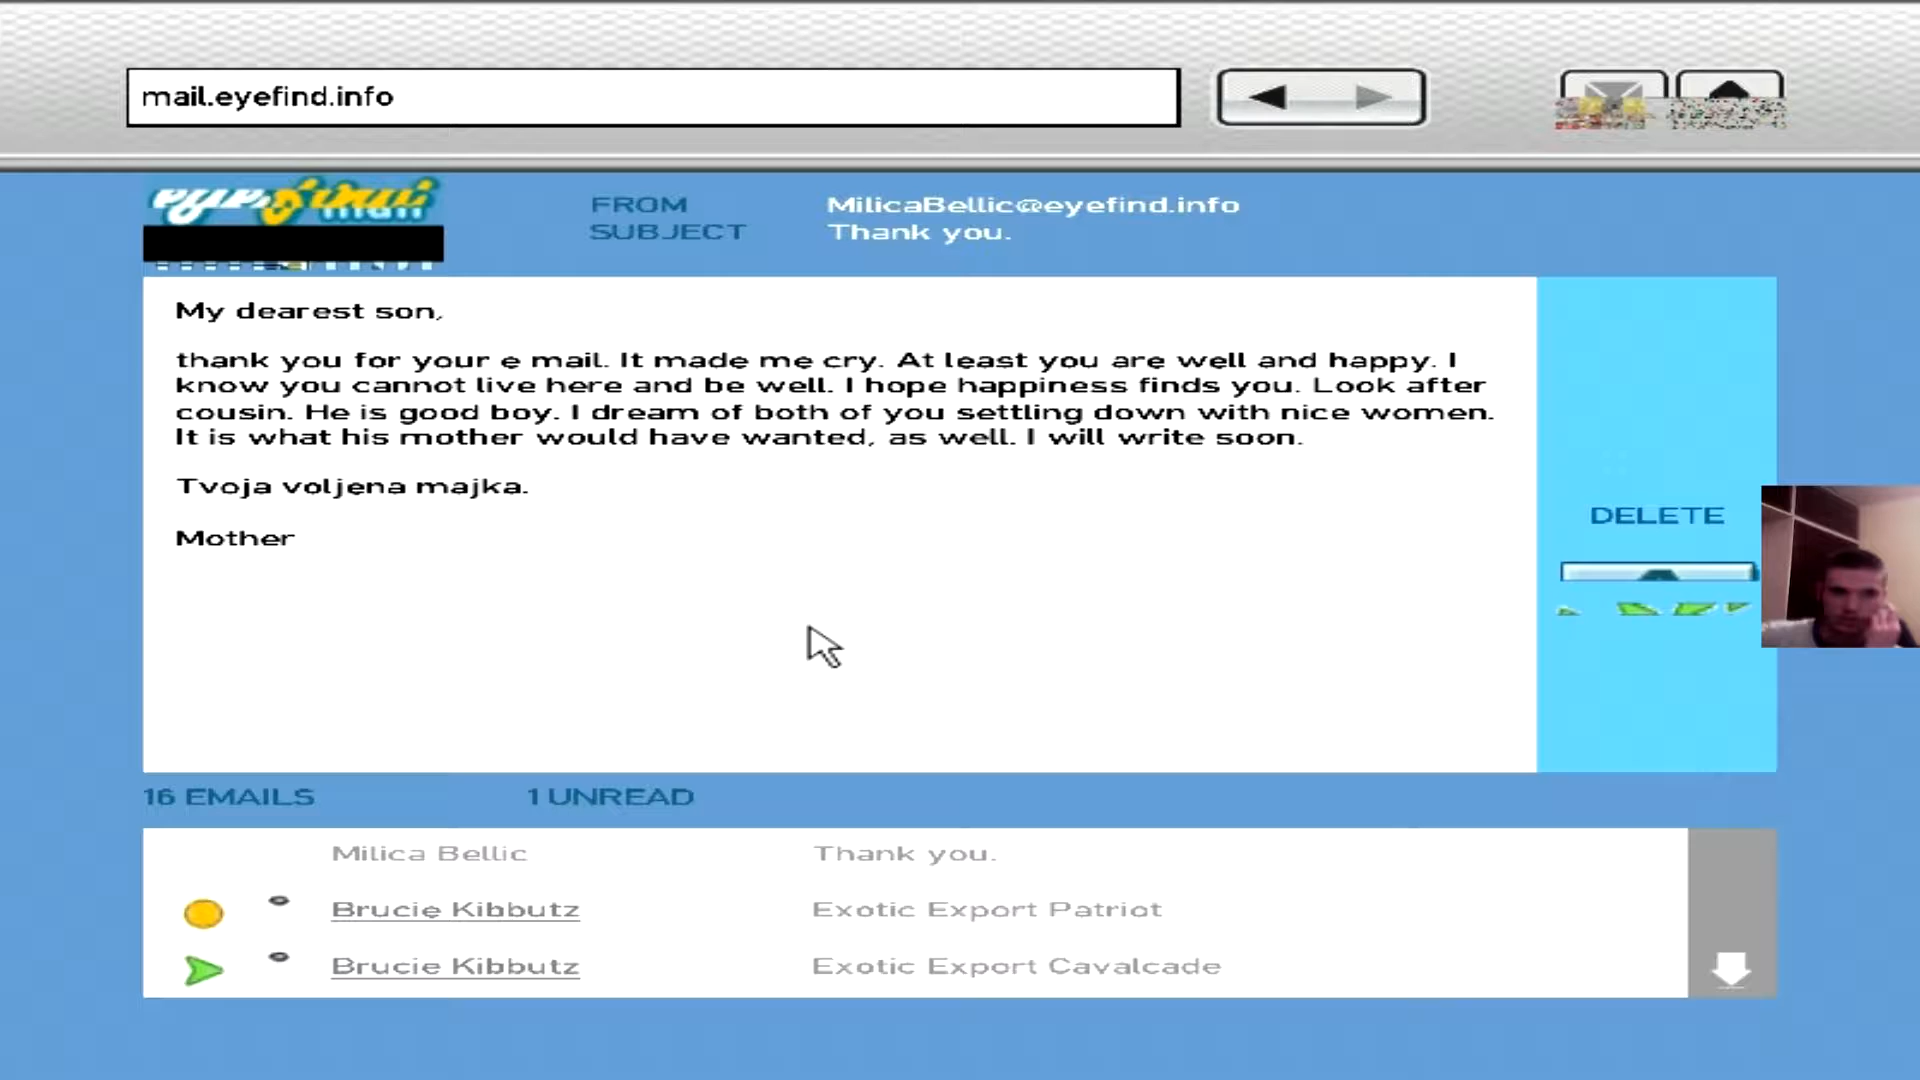 mail.eyefind.info
eyefind
mail
FROM MilicaBellic@eyefind.info
SUBJECT Thank you.
My dearest son,
thank you for your e mail. It made me cry. At least you are well and happy. I
know you cannot live here and be well. I hope happiness finds you. Look after
cousin. He is good boy. I dream of both of you settling down with nice women.
It is what his mother would have wanted, as well. I will write soon.
Tvoja voljena majka.
Mother
DELETE
16 EMAILS 1 UNREAD
Milica Bellic Thank you.
Brucie Kibbutz Exotic Export Patriot
Brucie Kibbutz Exotic Export Cavalcade